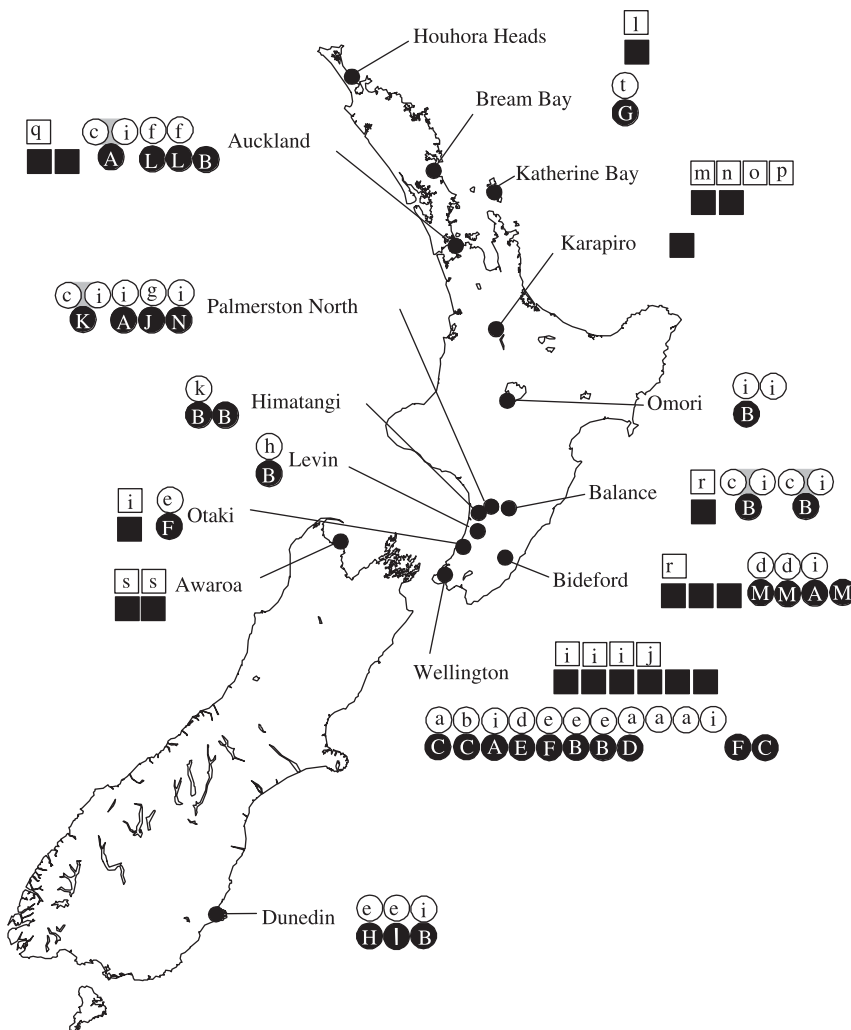 l
Houhora Heads
t
G
Bream Bay
q
c i f f
A L L B
Auckland
Katherine Bay
m n o p
Karapiro
c i i g i
K A J N
Palmerston North
k
B B
Himatangi
i i
B
Omori
h
B
Levin
r c i c i
B B
Balance
i e
F
Otaki
s s
Awaroa
Bideford
r d d i
M M A M
Wellington
i i i j
a b i d e e e a a a i
C C A E F B B D F C
Dunedin
e e i
H I B